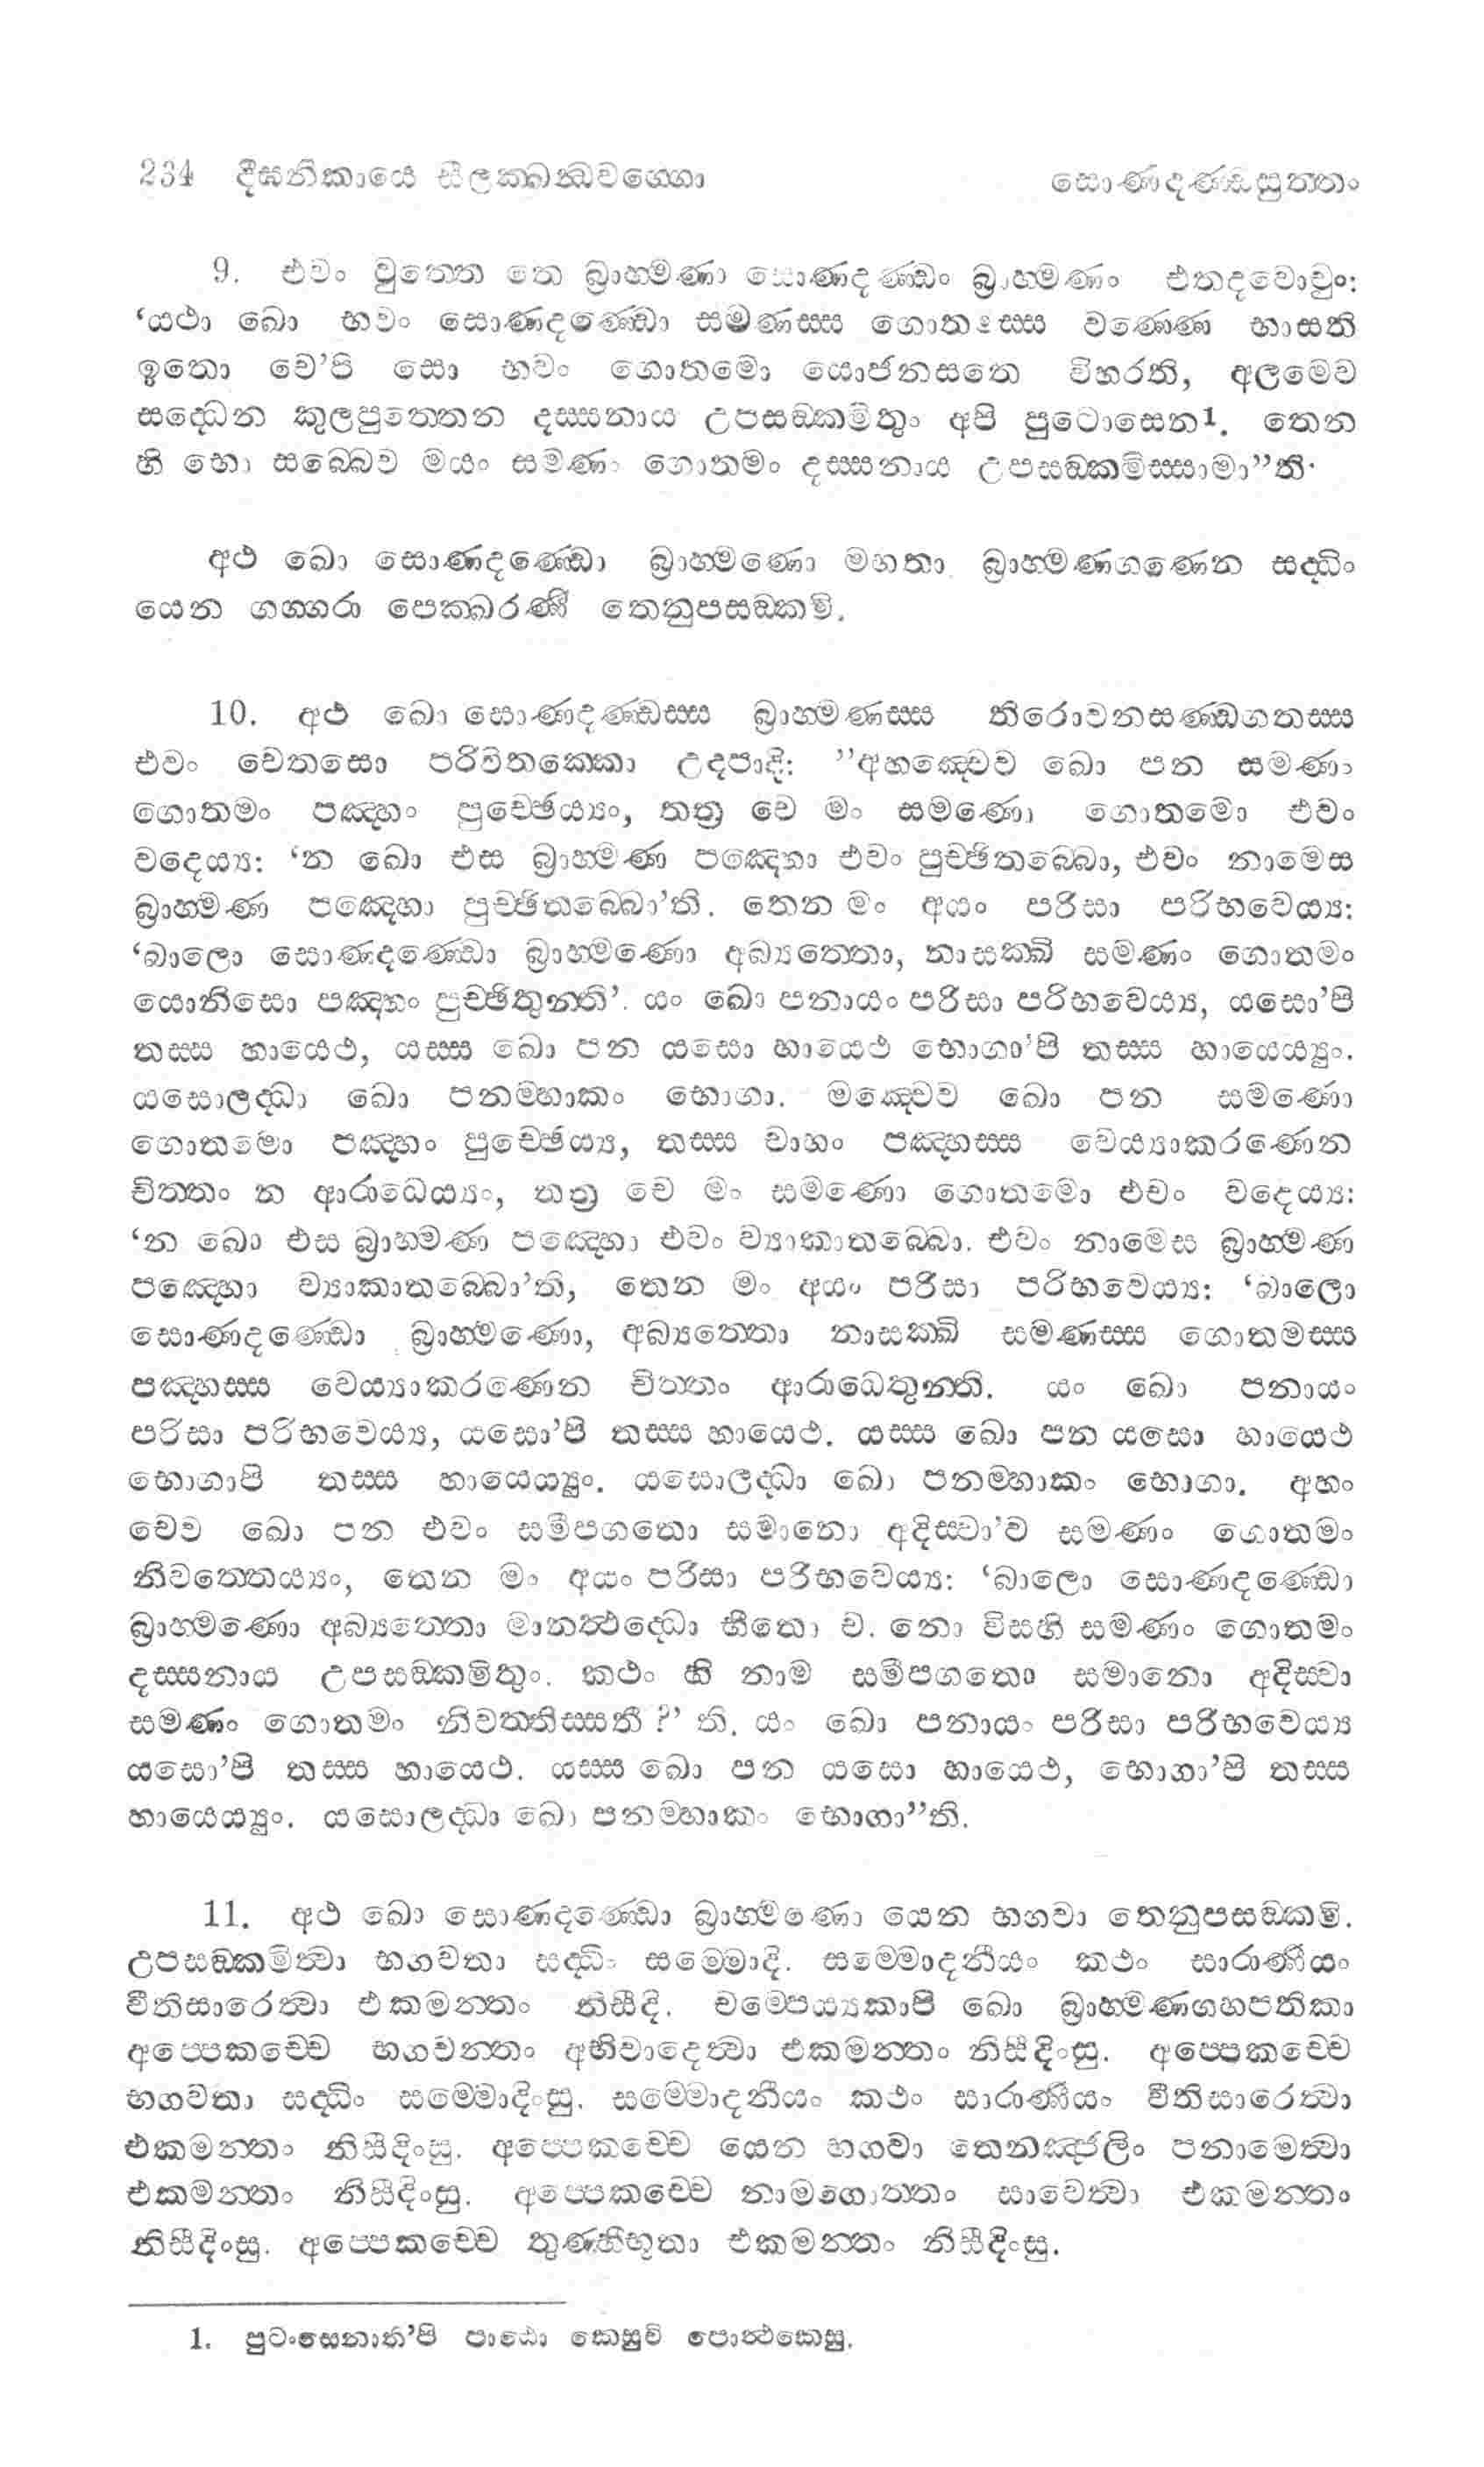 234 දීඝනිකායෙ සීලක්ඛන්ධවග්ගො සොණදණ්ඩසුත්තං
9. එවං වුත්තෙ තෙ බ්‍රාහ්මණා සොණදණ්ඩං බ්‍රාහ්මණං එතදවොචුං:
‘යථා ඛො භවං සොණදණ්ඩො සමණස්ස ගොතමස්ස වණ්ණෙ භාසති
ඉතො චෙ’පි සො භවං ගොතමො යොජනසතෙ විහරති, අලමෙව
සද්ධෙන කුලපුත්තෙන දස්සනාය උපසඞ්කමිතුං අපි පුටොසෙන1. තෙන
හි භො සබ්බෙව මයං සමණං ගොතමං දස්සනාය උපසඞ්කමිස්සාමා”ති.
අථ ඛො සොණදණ්ඩො බ්‍රාහ්මණො මහතා බ්‍රාහ්මණගණෙන සද්ධිං
යෙන ගග්ගරා පොක්ඛරණී තෙනුපසඞ්කමි.
10. අථ ඛො සොණදණ්ඩස්ස බ්‍රාහ්මණස්ස තිරොවනසණ්ඩගතස්ස
එවං චෙතසො පරිවිතක්කො උදපාදි: ”අහඤ්චෙව ඛො පන සමණං
ගොතමං පඤ්හං පුච්ඡෙය්‍යං, තත්‍ර චෙ මං සමණො ගොතමො එවං
වදෙය්‍ය: ‘න ඛො එස බ්‍රාහ්මණ පඤ්හො එවං පුච්ඡිතබ්බො, එවං නාමෙස
බ්‍රාහ්මණ පඤ්හො පුච්ඡිතබ්බො’ති. තෙන මං අයං පරිසා පරිභවෙය්‍ය:
‘බාලො සොණදණ්ඩො බ්‍රාහ්මණො අබ්‍යත්තො, නාසක්ඛි සමණං ගොතමං
යොනිසො පඤ්හං පුච්ඡිතුන්ති’. යං ඛො පනායං පරිසා පරිභවෙය්‍ය, යසො’පි
තස්ස හායෙථ, යස්ස ඛො පන යසො හායෙථ භොගා’පි තස්ස හායෙය්‍යුං.
යසොලද්ධා ඛො පනම්හාකං භොගා. මඤ්චෙව ඛො පන සමණො
ගොතමො පඤ්හං පුච්ඡෙය්‍ය, තස්ස චාහං පඤ්හස්ස වෙය්‍යාකරණෙන
චිත්තං න ආරාධෙය්‍යං, තත්‍ර චෙ මං සමණො ගොතමො එවං වදෙය්‍ය:
‘න ඛො එස බ්‍රාහ්මණ පඤ්හො එවං ව්‍යාකාතබ්බො. එවං නාමෙස බ්‍රාහ්මණ
පඤ්හො ව්‍යාකාතබ්බො’ති, තෙන මං අයං පරිසා පරිභවෙය්‍ය: ‘බාලො
සොණදණ්ඩො බ්‍රාහ්මණො, අබ්‍යත්තො නාසක්ඛි සමණස්ස ගොතමස්ස
පඤ්හස්ස වෙය්‍යාකරණෙන චිත්තං ආරාධෙතුන්ති. යං ඛො පනායං
පරිසා පරිභවෙය්‍ය, යසො’පි තස්ස හායෙථ. යස්ස ඛො පන යසො හායෙථ
භොගාපි තස්ස හායෙය්‍යුං. යසොලද්ධා ඛො පනම්හාකං භොගා. අහං
චෙව ඛො පන එවං සමීපගතො සමානො අදිස්වා’ව සමණං ගොතමං
නිවත්තෙය්‍යං, තෙන මං අයං පරිසා පරිභවෙය්‍ය: ‘බාලො සොණදණ්ඩො
බ්‍රාහ්මණො අබ්‍යත්තො මානත්ථද්ධො භීතො ච. නො විසහි සමණං ගොතමං
දස්සනාය උපසඞ්කමිතුං. කථං හි නාම සමීපගතො සමානො අදිස්වා
සමණං ගොතමං නිවත්තිස්සතී ?’ ති. යං ඛො පනායං පරිසා පරිභවෙය්‍ය
යසො’පි තස්ස හායෙථ. යස්ස ඛො පන යසො හායෙථ, භොගා’පි තස්ස
හායෙය්‍යුං. යසොලද්ධා ඛො පනම්හාකං භොගා”ති.
11. අථ ඛො සොණදණ්ඩො බ්‍රාහ්මණො යෙන භගවා තෙනුපසඞ්කමි.
උපසඞ්කමිත්වා භගවතා සද්ධිං සම්මොදි. සම්මොදනීයං කථං සාරාණීයං
වීතිසාරෙත්වා එකමන්තං නිසීදි. චම්පෙය්‍යකාපි ඛො බ්‍රාහ්මණගහපතිකා
අප්පෙකච්චෙ භගවන්තං අභිවාදෙත්වා එකමන්තං නිසීදිංසු. අප්පෙකච්චෙ
භගවතා සද්ධිං සම්මොදිංසු. සම්මොදනීයං කථං සාරාණීයං වීතිසාරෙත්වා
එකමන්තං නිසීදිංසු. අප්පෙකච්චෙ යෙන භගවා තෙනඤ්ජලිං පනාමෙත්වා
එකමන්තං නිසීදිංසු. අප්පෙකච්චෙ නාමගොත්තං සාවෙත්වා එකමන්තං
නිසීදිංසු. අප්පෙකච්චෙ තුණ්හීභූතා එකමන්තං නිසීදිංසු.
1. පුටංසෙනාති’පි පාඨො කෙසුචි පොත්ථකෙසු.